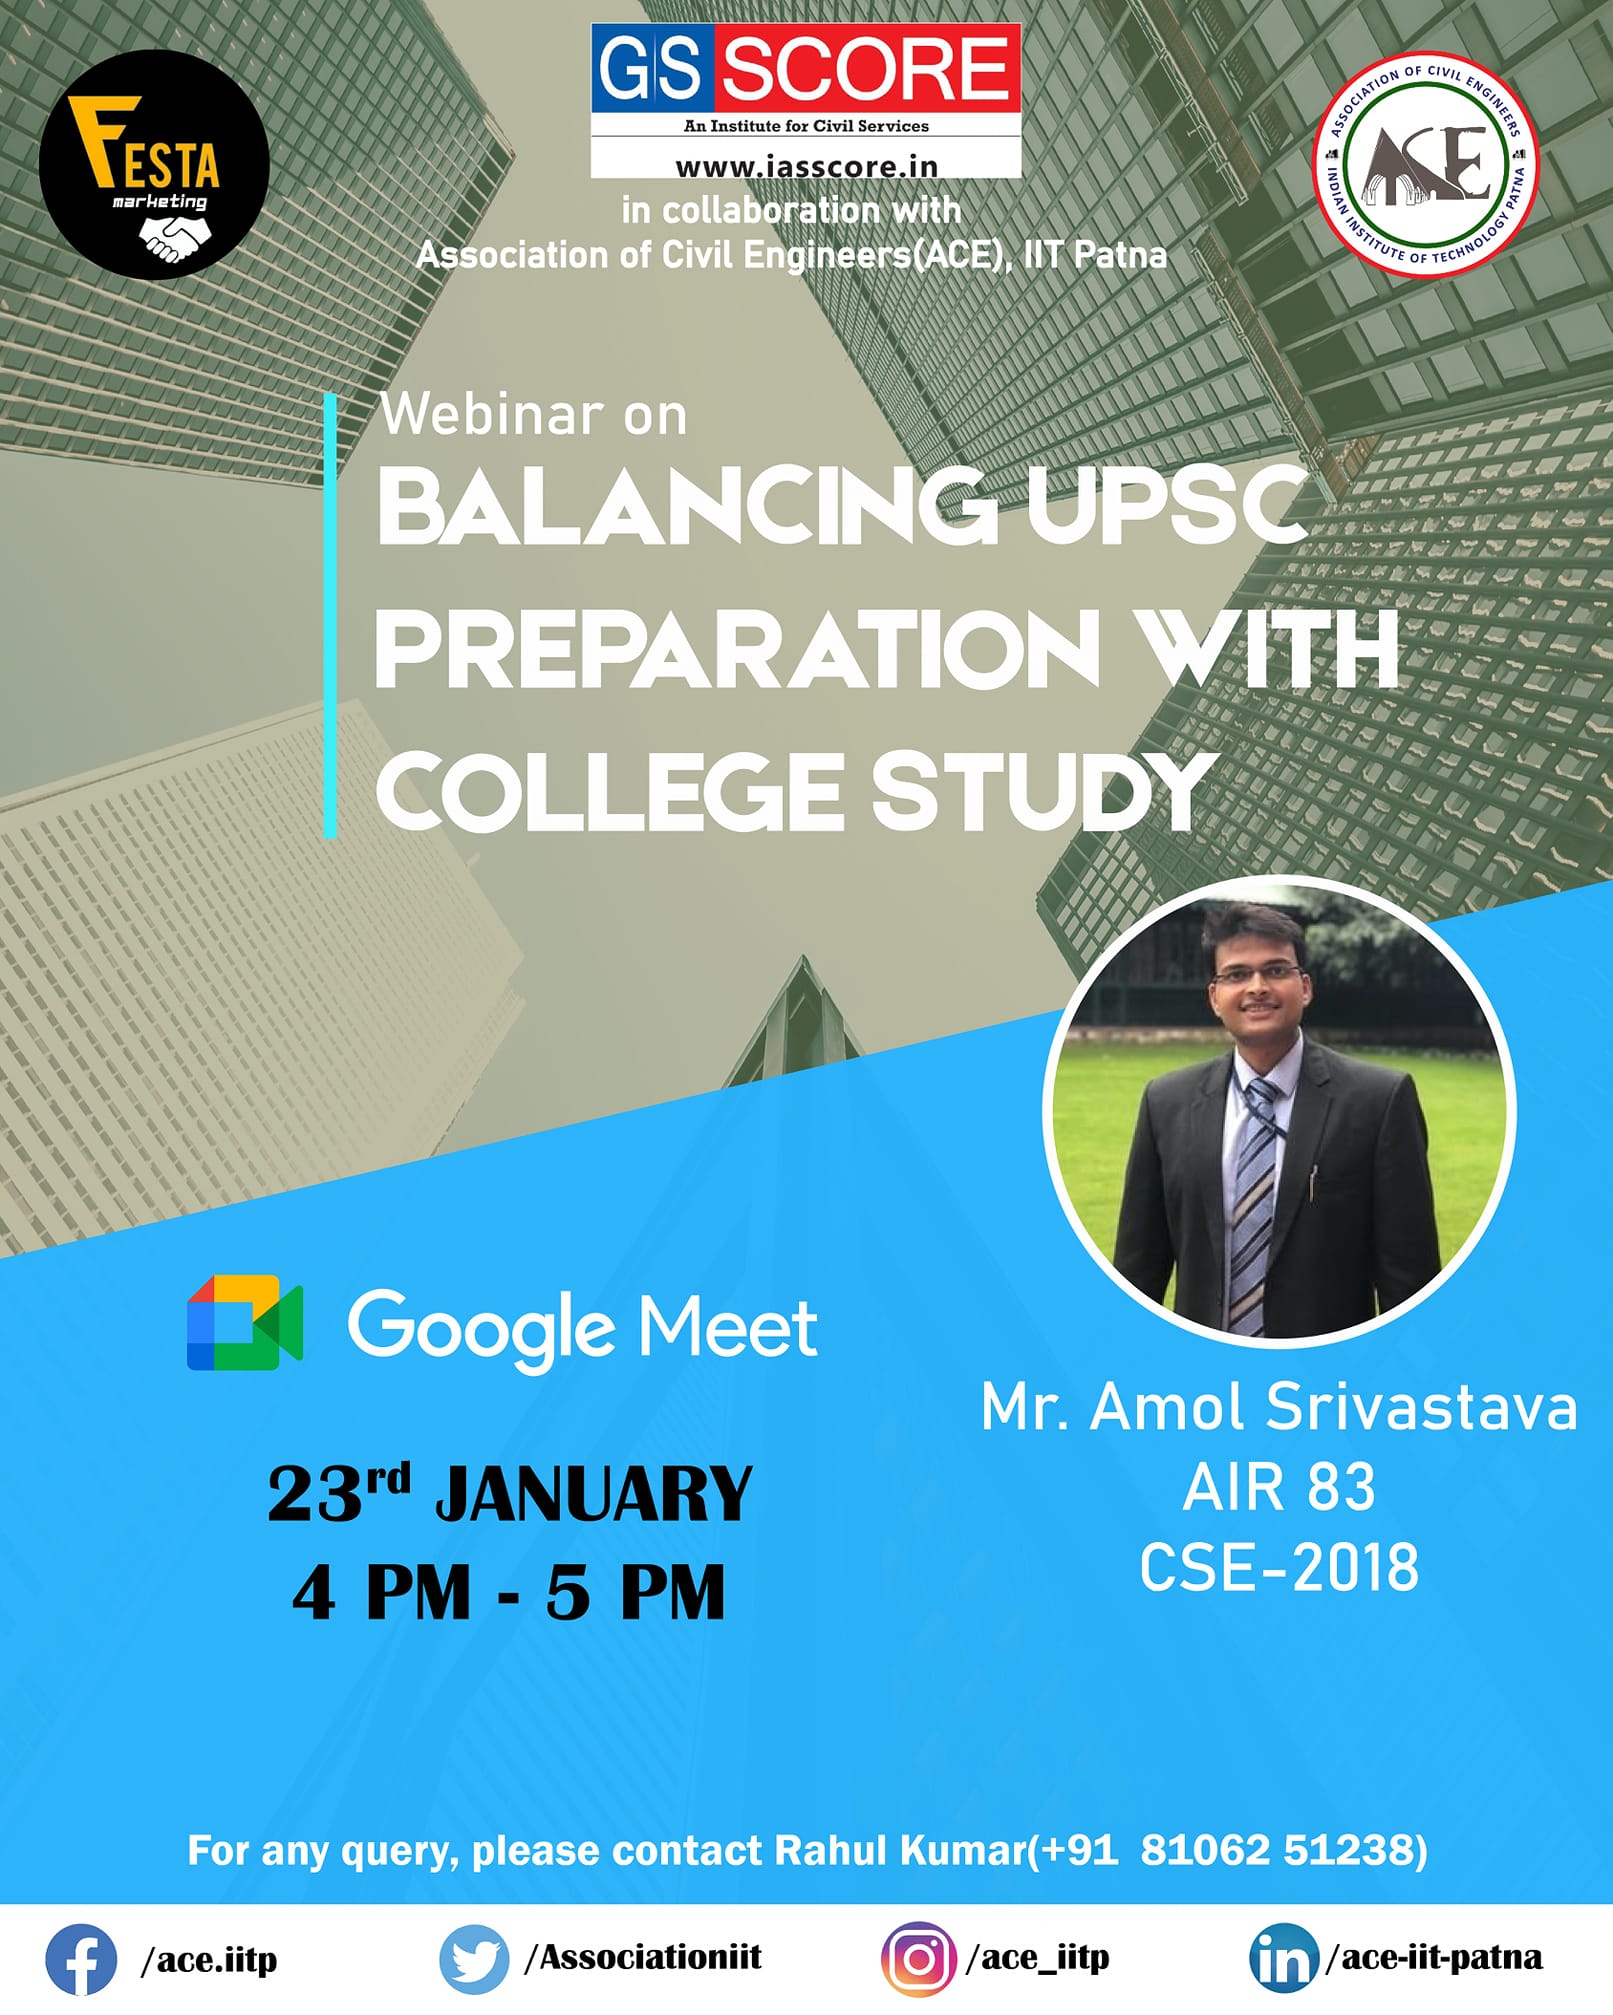 FESTA
marketing
GS SCORE
An Institute for Civil Services
www.iasscore.in
in collaboration with
Association of Civil Engineers(ACE), IIT Patna
ASSOCIATION OF CIVIL ENGINEERS
ACE
INDIAN INSTITUTE OF TECHNOLOGY PATNA
Webinar on
BALANCING UPSC
PREPARATION WITH
COLLEGE STUDY
Google Meet
23rd JANUARY
4 PM - 5 PM
Mr. Amol Srivastava
AIR 83
CSE-2018
For any query, please contact Rahul Kumar(+91 81062 51238)
/ace.iitp
/Associationiit
/ace_iitp
in /ace-iit-patna